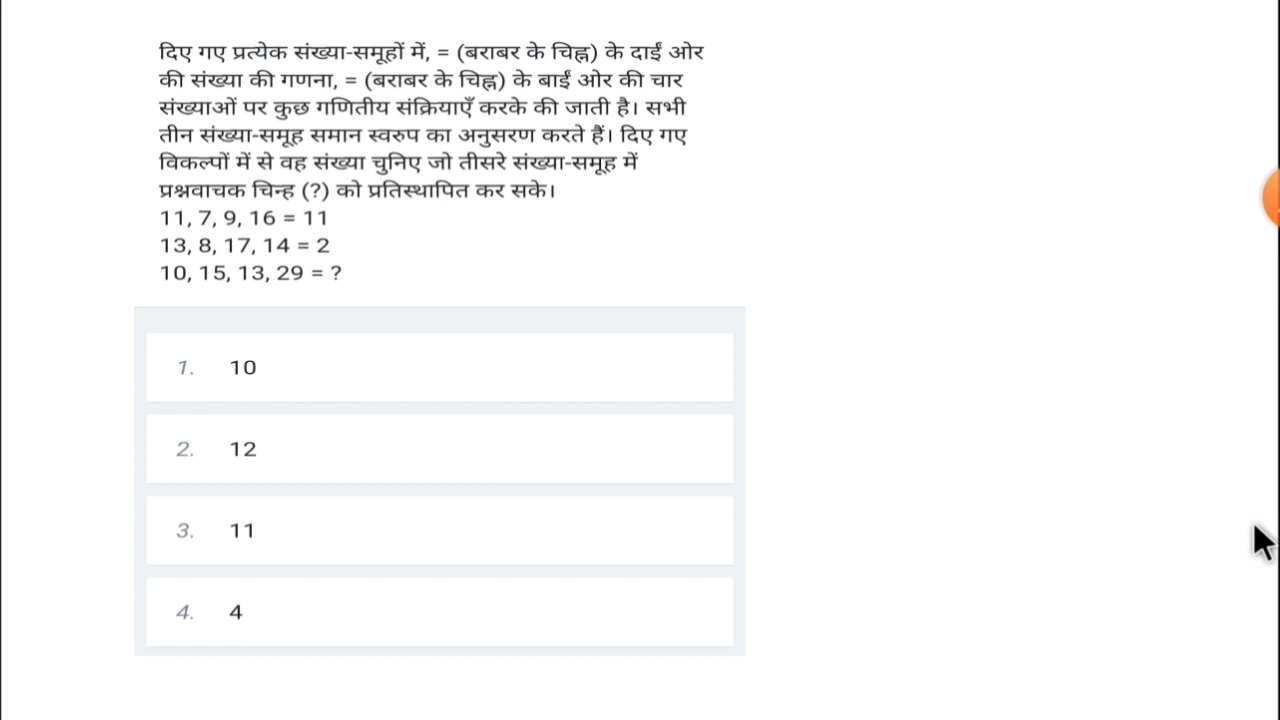 दिए गए प्रत्येक संख्या-समूहों में, = (बराबर के चिह्न) के दाईं ओर
की संख्या की गणना, = (बराबर के चिह्न) के बाईं ओर की चार
संख्याओं पर कुछ गणितीय संक्रियाएँ करके की जाती है। सभी
तीन संख्या-समूह समान स्वरुप का अनुसरण करते हैं। दिए गए
विकल्पों में से वह संख्या चुनिए जो तीसरे संख्या-समूह में
प्रश्नवाचक चिन्ह (?) को प्रतिस्थापित कर सके।
11, 7, 9, 16 = 11
13, 8, 17, 14 = 2
10, 15, 13, 29 = ?
1. 10
2. 12
3. 11
4. 4